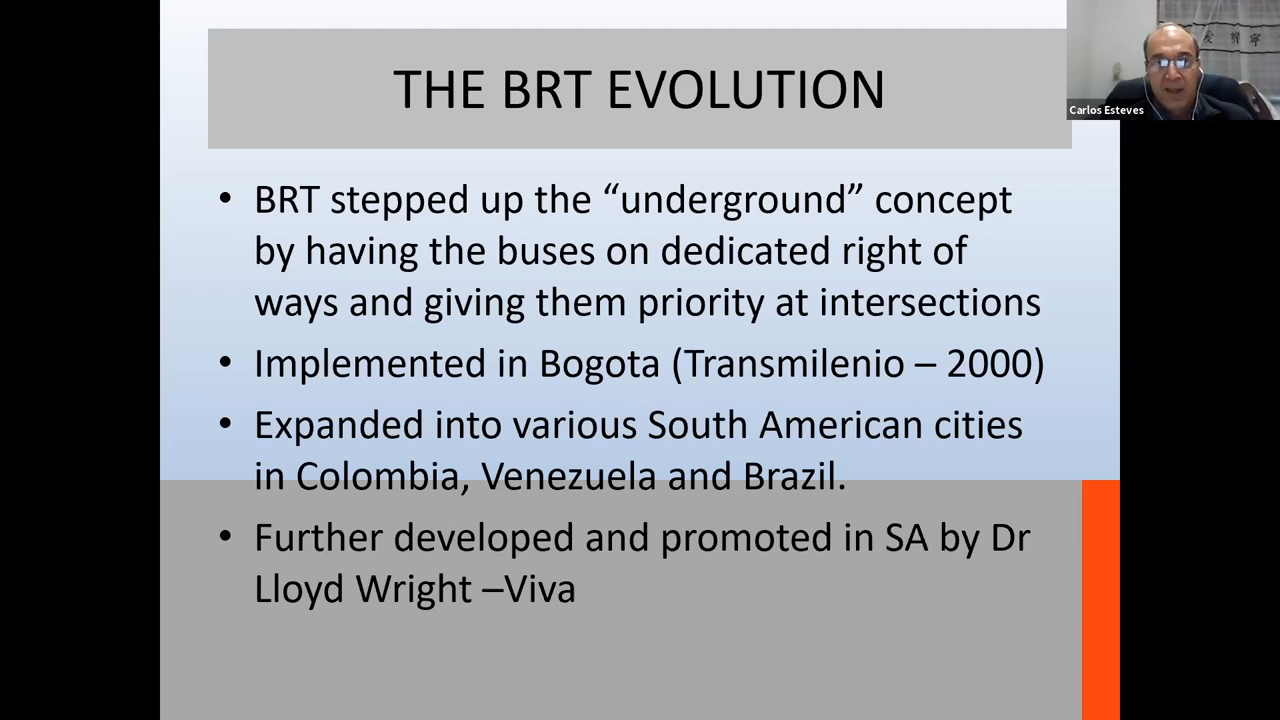 THE BRT EVOLUTION
Carlos Esteves
• BRT stepped up the “underground” concept
by having the buses on dedicated right of
ways and giving them priority at intersections
• Implemented in Bogota (Transmilenio – 2000)
• Expanded into various South American cities
in Colombia, Venezuela and Brazil.
• Further developed and promoted in SA by Dr
Lloyd Wright –Viva